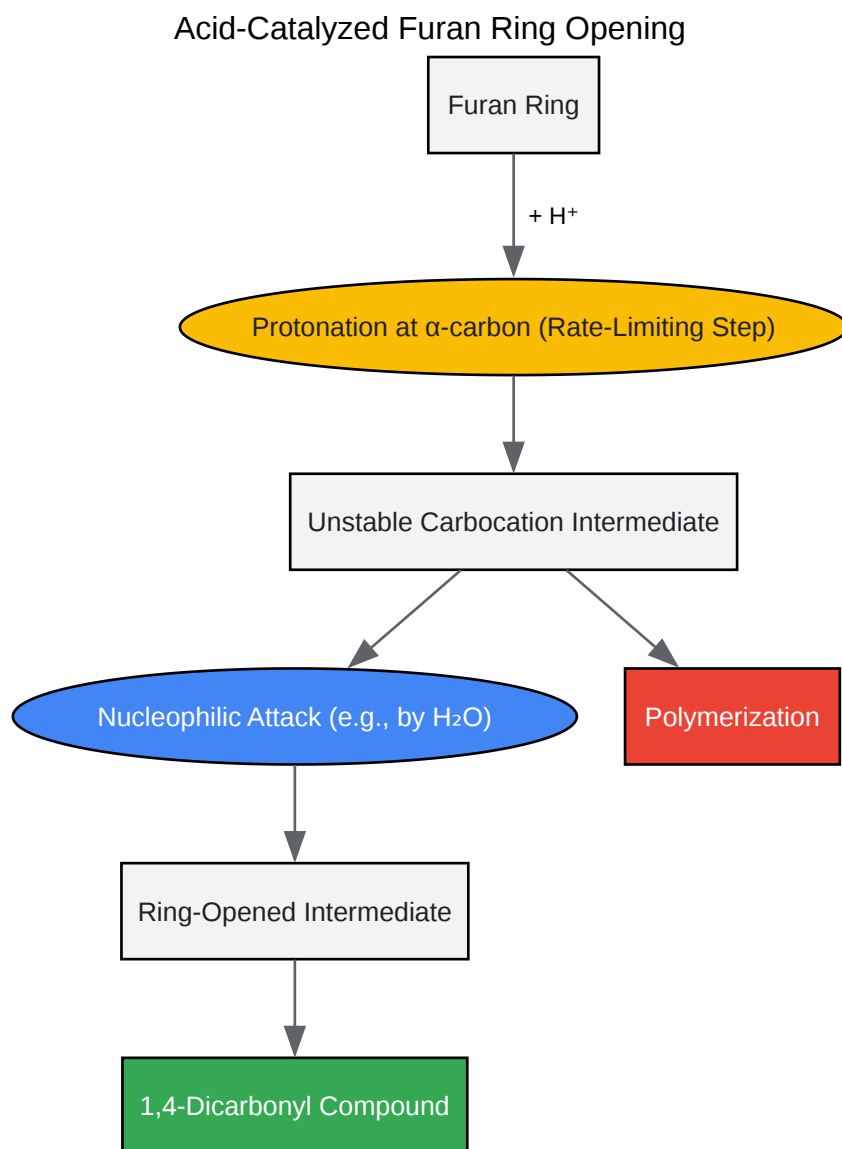 Acid-Catalyzed Furan Ring Opening
Furan Ring
+ H⁺
Protonation at α-carbon (Rate-Limiting Step)
Unstable Carbocation Intermediate
Nucleophilic Attack (e.g., by H₂O)
Polymerization
Ring-Opened Intermediate
1,4-Dicarbonyl Compound